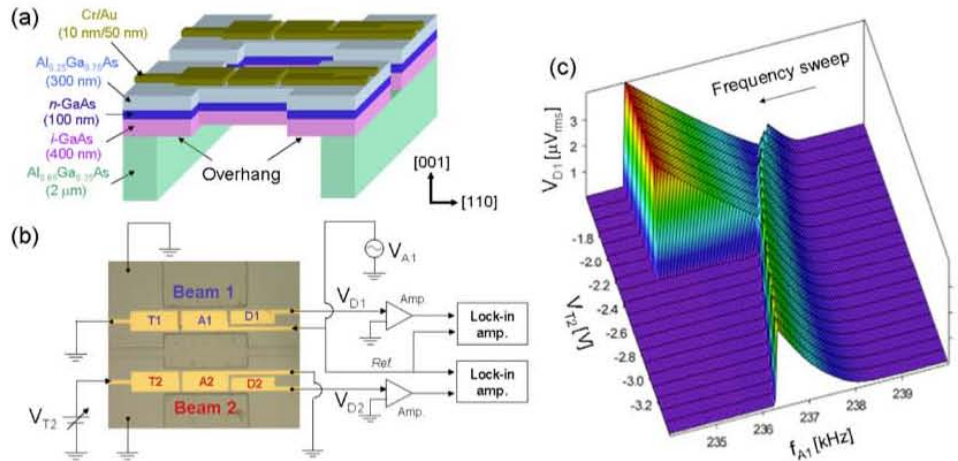 (a)
Cr/Au
(10 nm/50 nm)
Al0.25Ga0.75As
(300 nm)
n-GaAs
(100 nm)
i-GaAs
(400 nm)
Al0.65Ga0.35As
(2 μm)
Overhang
[001]
[110]
(b)
VA1
Beam 1
T1 A1 D1
VD1
Amp.
Lock-in
amp.
Ref.
T2 A2 D2
Beam 2
VT2
VD2
Amp.
Lock-in
amp.
(c)
Frequency sweep
VD1 [μVrms]
3
2
1
-1.8
-2.0
-2.2
-2.4
-2.6
-2.8
-3.0
-3.2
VT2 [V]
235 236 237 238 239
fA1 [kHz]